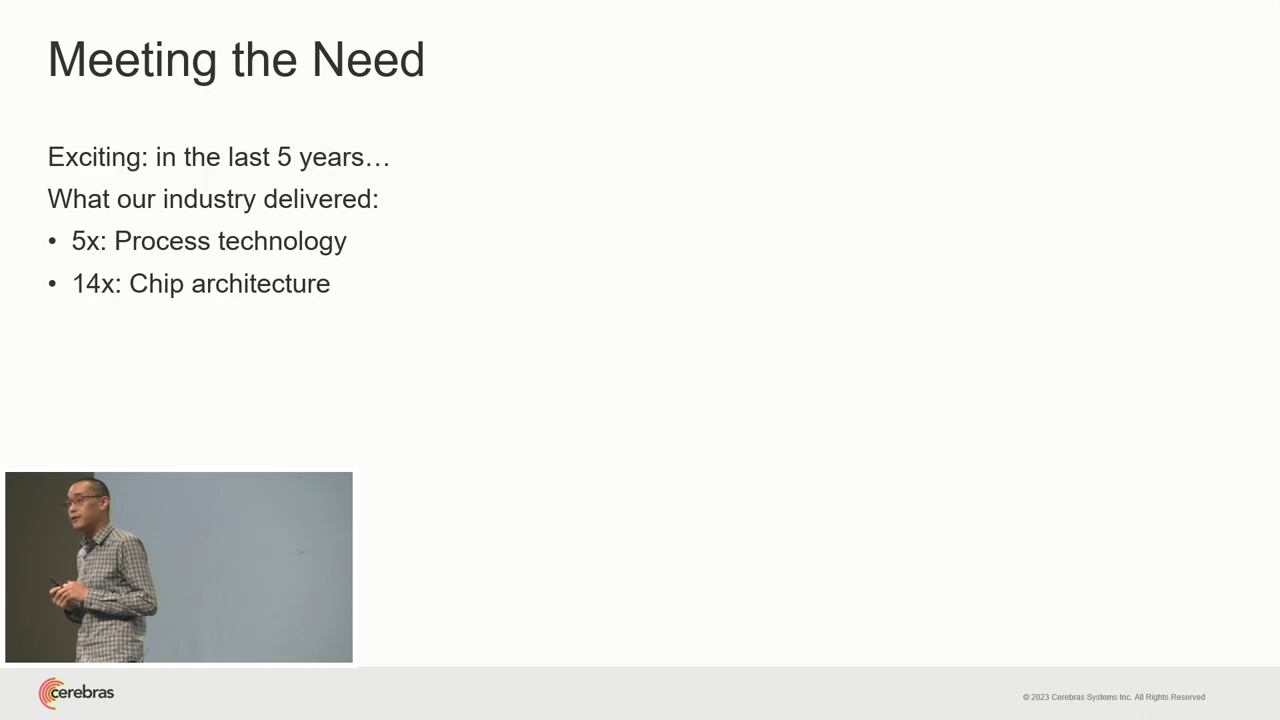 Meeting the Need
Exciting: in the last 5 years…
What our industry delivered:
• 5x: Process technology
• 14x: Chip architecture
cerebras
© 2023 Cerebras Systems Inc. All Rights Reserved